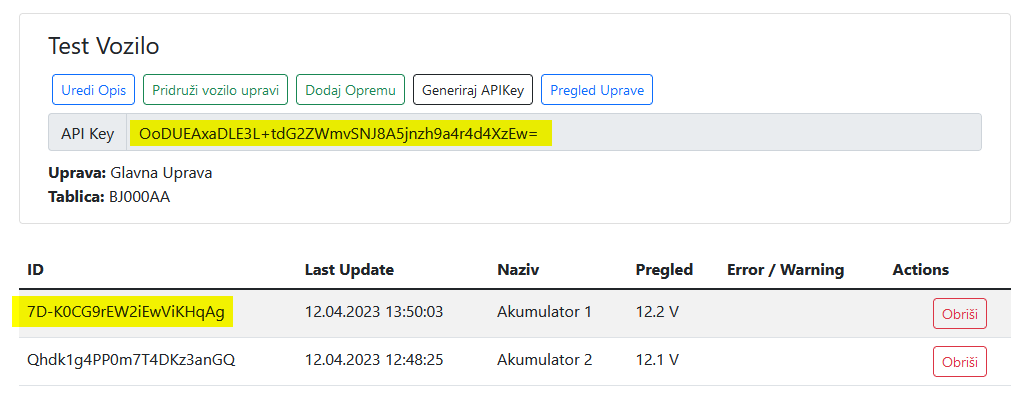 Test Vozilo
Uredi Opis Pridruži vozilo upravi Dodaj Opremu Generiraj APIKey Pregled Uprave
API Key OoDUEAxaDLE3L+tdG2ZWmvSNJ8A5jnzh9a4r4d4XzEw=
Uprava: Glavna Uprava
Tablica: BJ000AA
ID Last Update Naziv Pregled Error / Warning Actions
7D-K0CG9rEW2iEwViKHqAg 12.04.2023 13:50:03 Akumulator 1 12.2 V Obriši
Qhdk1g4PP0m7T4DKz3anGQ 12.04.2023 12:48:25 Akumulator 2 12.1 V Obriši